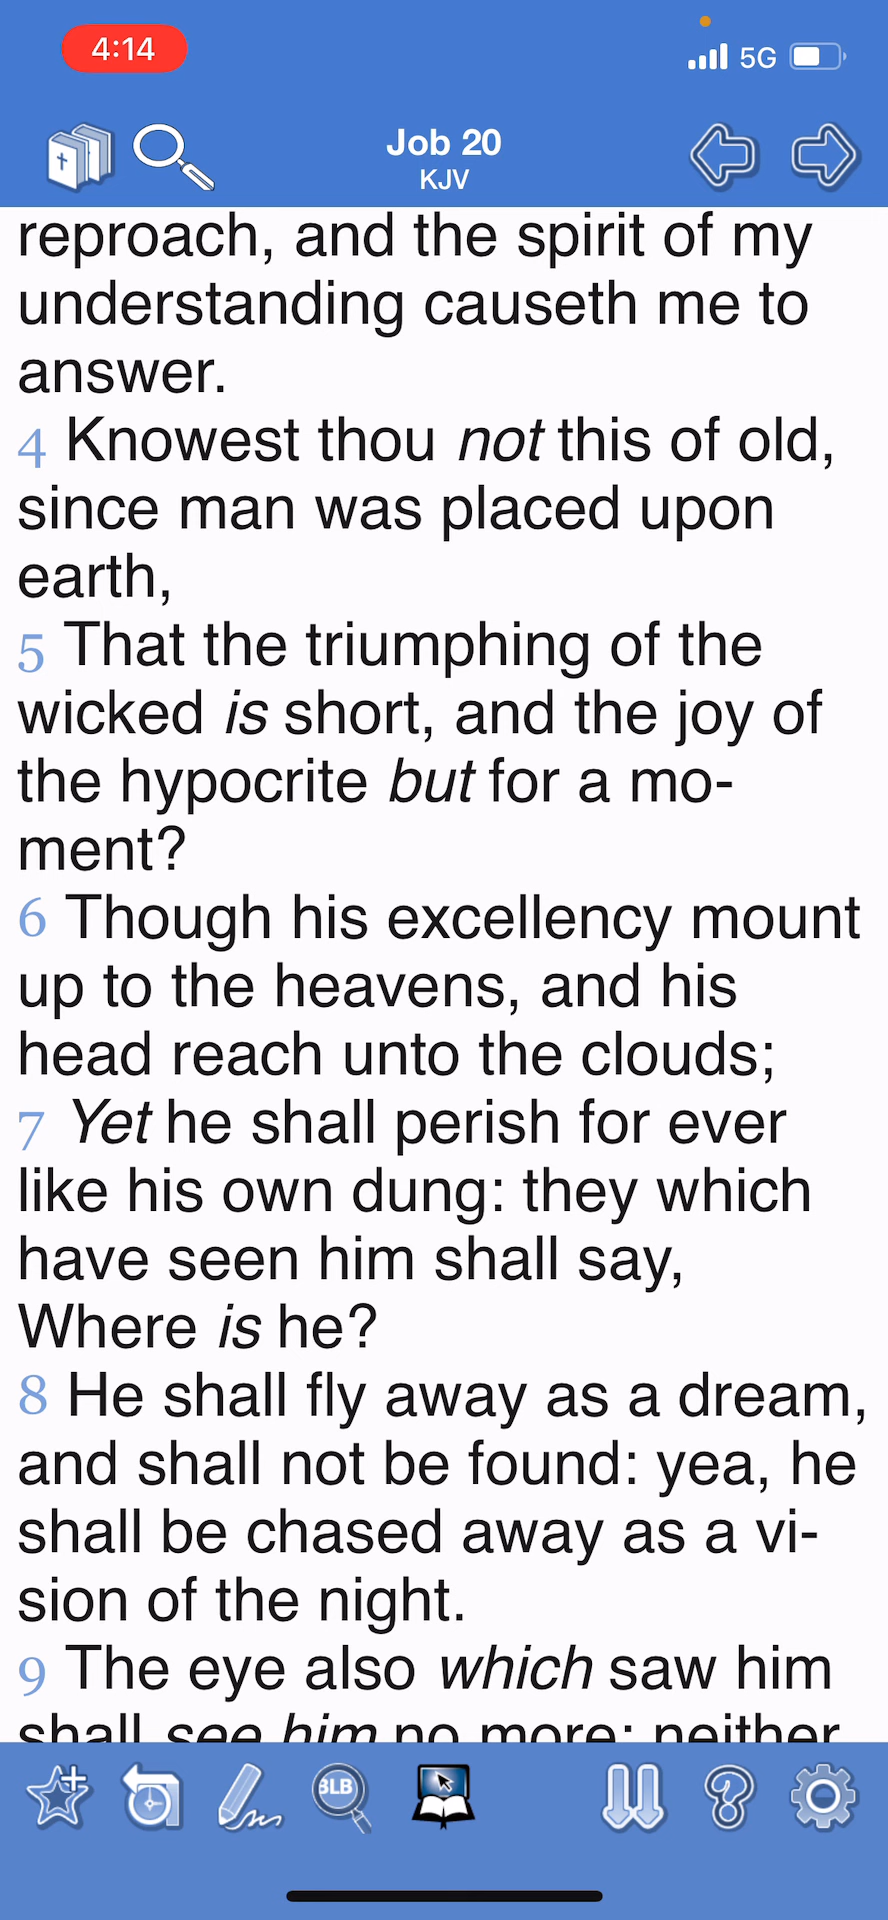 4:14
5G
Job 20
KJV
reproach, and the spirit of my
understanding causeth me to
answer.
4 Knowest thou not this of old,
since man was placed upon
earth,
5 That the triumphing of the
wicked is short, and the joy of
the hypocrite but for a mo-
ment?
6 Though his excellency mount
up to the heavens, and his
head reach unto the clouds;
7 Yet he shall perish for ever
like his own dung: they which
have seen him shall say,
Where is he?
8 He shall fly away as a dream,
and shall not be found: yea, he
shall be chased away as a vi-
sion of the night.
9 The eye also which saw him
shall see him no more; neither
BLB